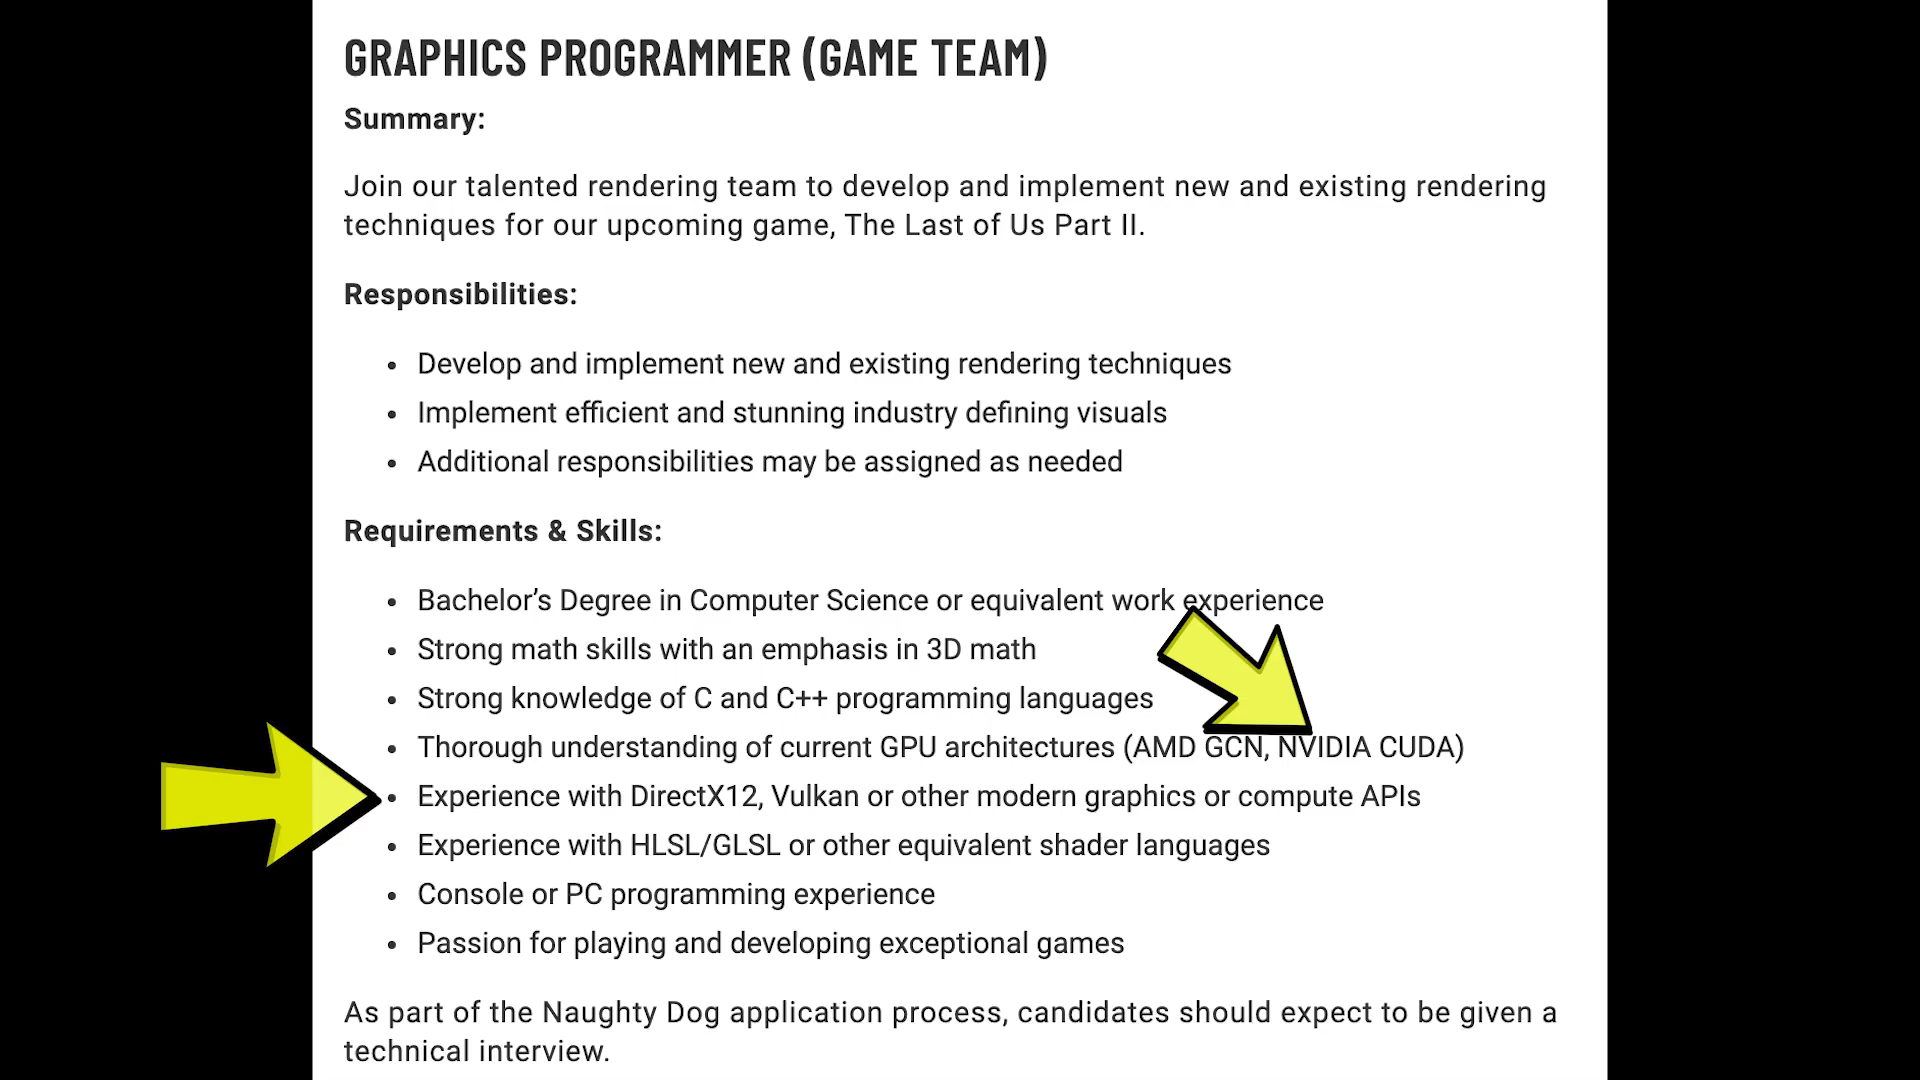 GRAPHICS PROGRAMMER (GAME TEAM)
Summary:
Join our talented rendering team to develop and implement new and existing rendering
techniques for our upcoming game, The Last of Us Part II.
Responsibilities:
• Develop and implement new and existing rendering techniques
• Implement efficient and stunning industry defining visuals
• Additional responsibilities may be assigned as needed
Requirements & Skills:
• Bachelor’s Degree in Computer Science or equivalent work experience
• Strong math skills with an emphasis in 3D math
• Strong knowledge of C and C++ programming languages
• Thorough understanding of current GPU architectures (AMD GCN, NVIDIA CUDA)
• Experience with DirectX12, Vulkan or other modern graphics or compute APIs
• Experience with HLSL/GLSL or other equivalent shader languages
• Console or PC programming experience
• Passion for playing and developing exceptional games
As part of the Naughty Dog application process, candidates should expect to be given a
technical interview.